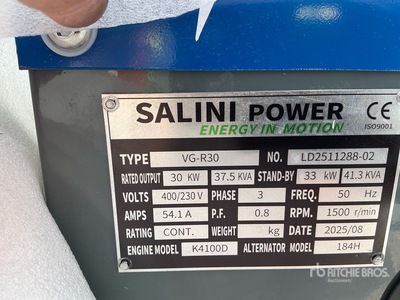 SALINI POWER CE
ENERGY IN MOTION ISO9001
TYPE VG-R30 NO. LD2511288-02
RATED OUTPUT 30 KW 37.5 KVA STAND-BY 33 kW 41.3 KVA
VOLTS 400/230 V PHASE 3 FREQ. 50 Hz
AMPS 54.1 A P.F. 0.8 RPM. 1500 r/min
RATING CONT. WEIGHT kg DATE 2025/08
ENGINE MODEL K4100D ALTERNATOR MODEL 184H
rb RITCHIE BROS.
Auctioneers